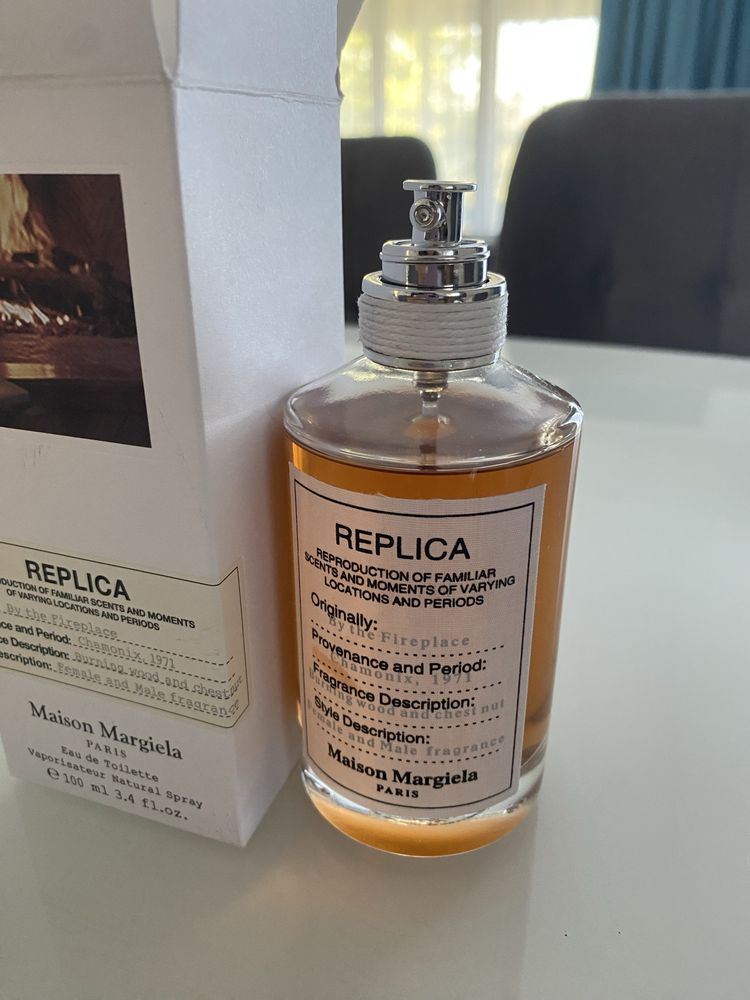 REPLICA
DUCTION OF FAMILIAR SCENTS AND MOMENTS
OF VARYING LOCATIONS AND PERIODS
By the Fireplace
ce and Period: Chamonix, 1971
ce Description: Burning wood and chestnut
escription: Female and Male fragrance
Maison Margiela
PARIS
Eau de Toilette
Vaporisateur Natural Spray
℮ 100 ml 3.4 fl.oz.
REPLICA
REPRODUCTION OF FAMILIAR
SCENTS AND MOMENTS OF VARYING
LOCATIONS AND PERIODS
Originally:
By the Fireplace
Provenance and Period:
Chamonix, 1971
Fragrance Description:
Burning wood and chestnut
Style Description:
Female and Male fragrance
Maison Margiela
PARIS